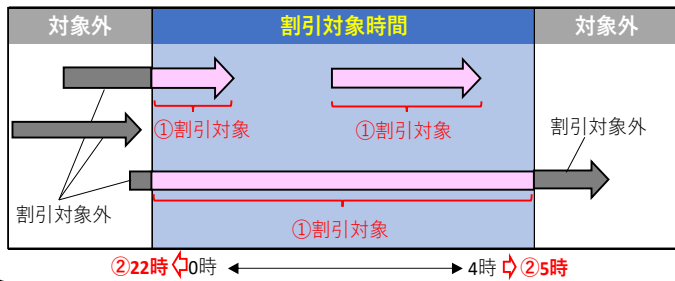 対象外 割引対象時間 対象外
①割引対象 ①割引対象
割引対象外
割引対象外
①割引対象
②22時 0時 4時 ②5時